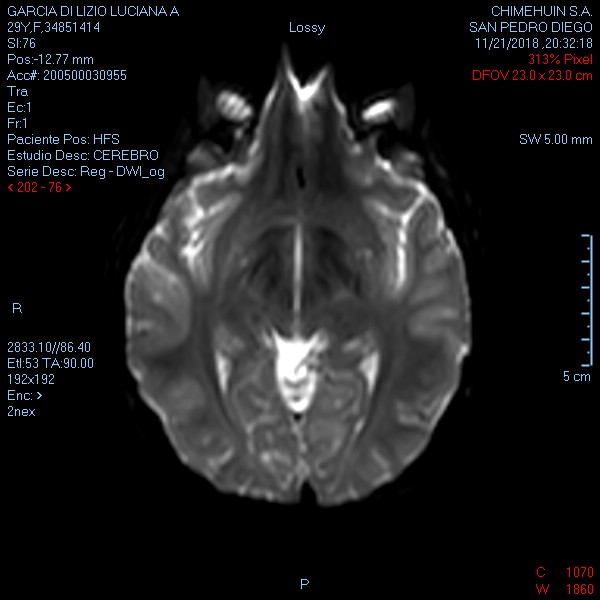 GARCIA DI LIZIO LUCIANA A
29Y,F,34851414
Sl:76
Pos:-12.77 mm
Acc#: 200500030955
Tra
Ec:1
Fr:1
Paciente Pos: HFS
Estudio Desc: CEREBRO
Serie Desc: Reg - DWI_og
< 202 - 76 >
Lossy
CHIMEHUIN S.A.
SAN PEDRO DIEGO
11/21/2018 ,20:32:18
313% Pixel
DFOV 23.0 x 23.0 cm
SW 5.00 mm
R
2833.10//86.40
Etl:53 TA:90.00
192x192
Enc: >
2nex
5 cm
P
C 1070
W 1860